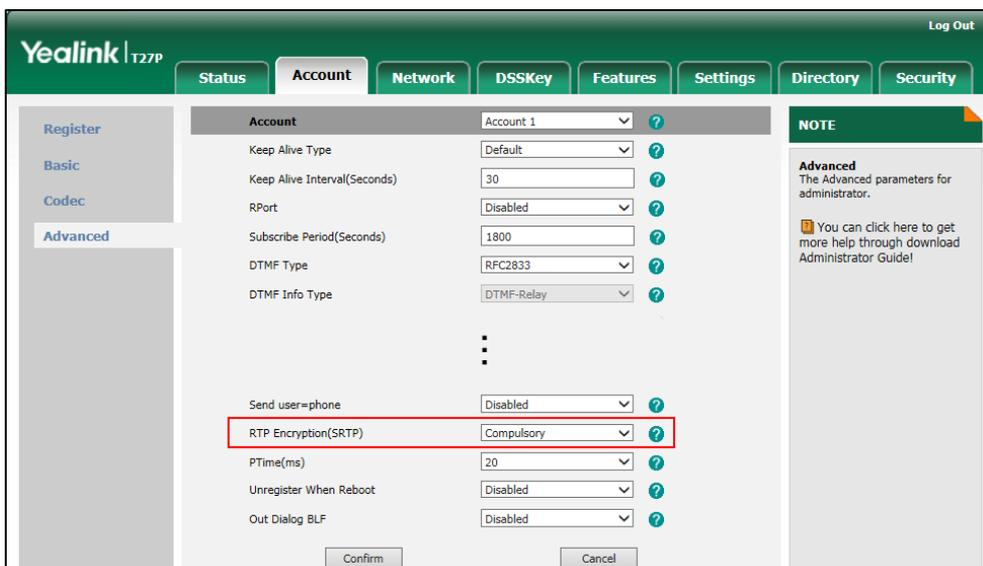 Log Out
Yealink | T27P
Status Account Network DSSKey Features Settings Directory Security
Register
Basic
Codec
Advanced
Account Account 1
Keep Alive Type Default
Keep Alive Interval(Seconds) 30
RPort Disabled
Subscribe Period(Seconds) 1800
DTMF Type RFC2833
DTMF Info Type DTMF-Relay
Send user=phone Disabled
RTP Encryption(SRTP) Compulsory
PTime(ms) 20
Unregister When Reboot Disabled
Out Dialog BLF Disabled
Confirm Cancel
NOTE
Advanced
The Advanced parameters for
administrator.
You can click here to get
more help through download
Administrator Guide!